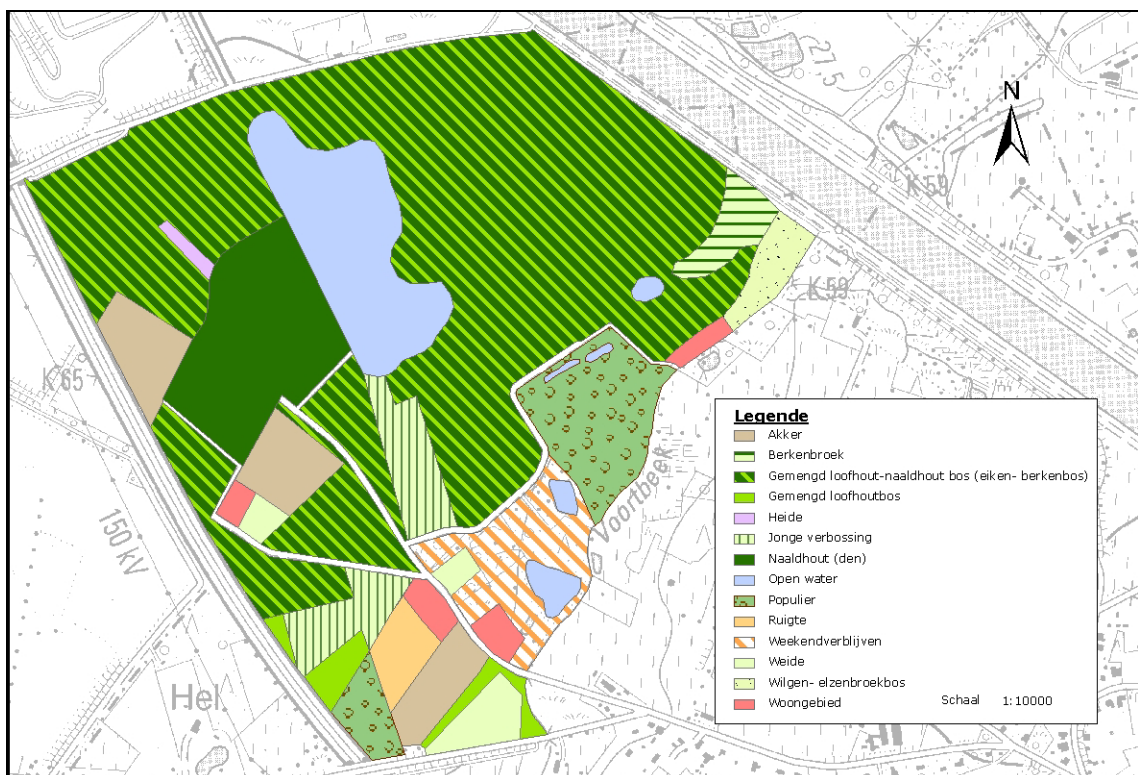 275
N
K 59
K 59
K 65
150 kV
Voortbeek
Hel.
Legende
Akker
Berkenbroek
Gemengd loofhout-naaldhout bos (eiken- berkenbos)
Gemengd loofhoutbos
Heide
Jonge verbossing
Naaldhout (den)
Open water
Populier
Ruigte
Weekendverblijven
Weide
Wilgen- elzenbroekbos
Woongebied
Schaal 1:10000